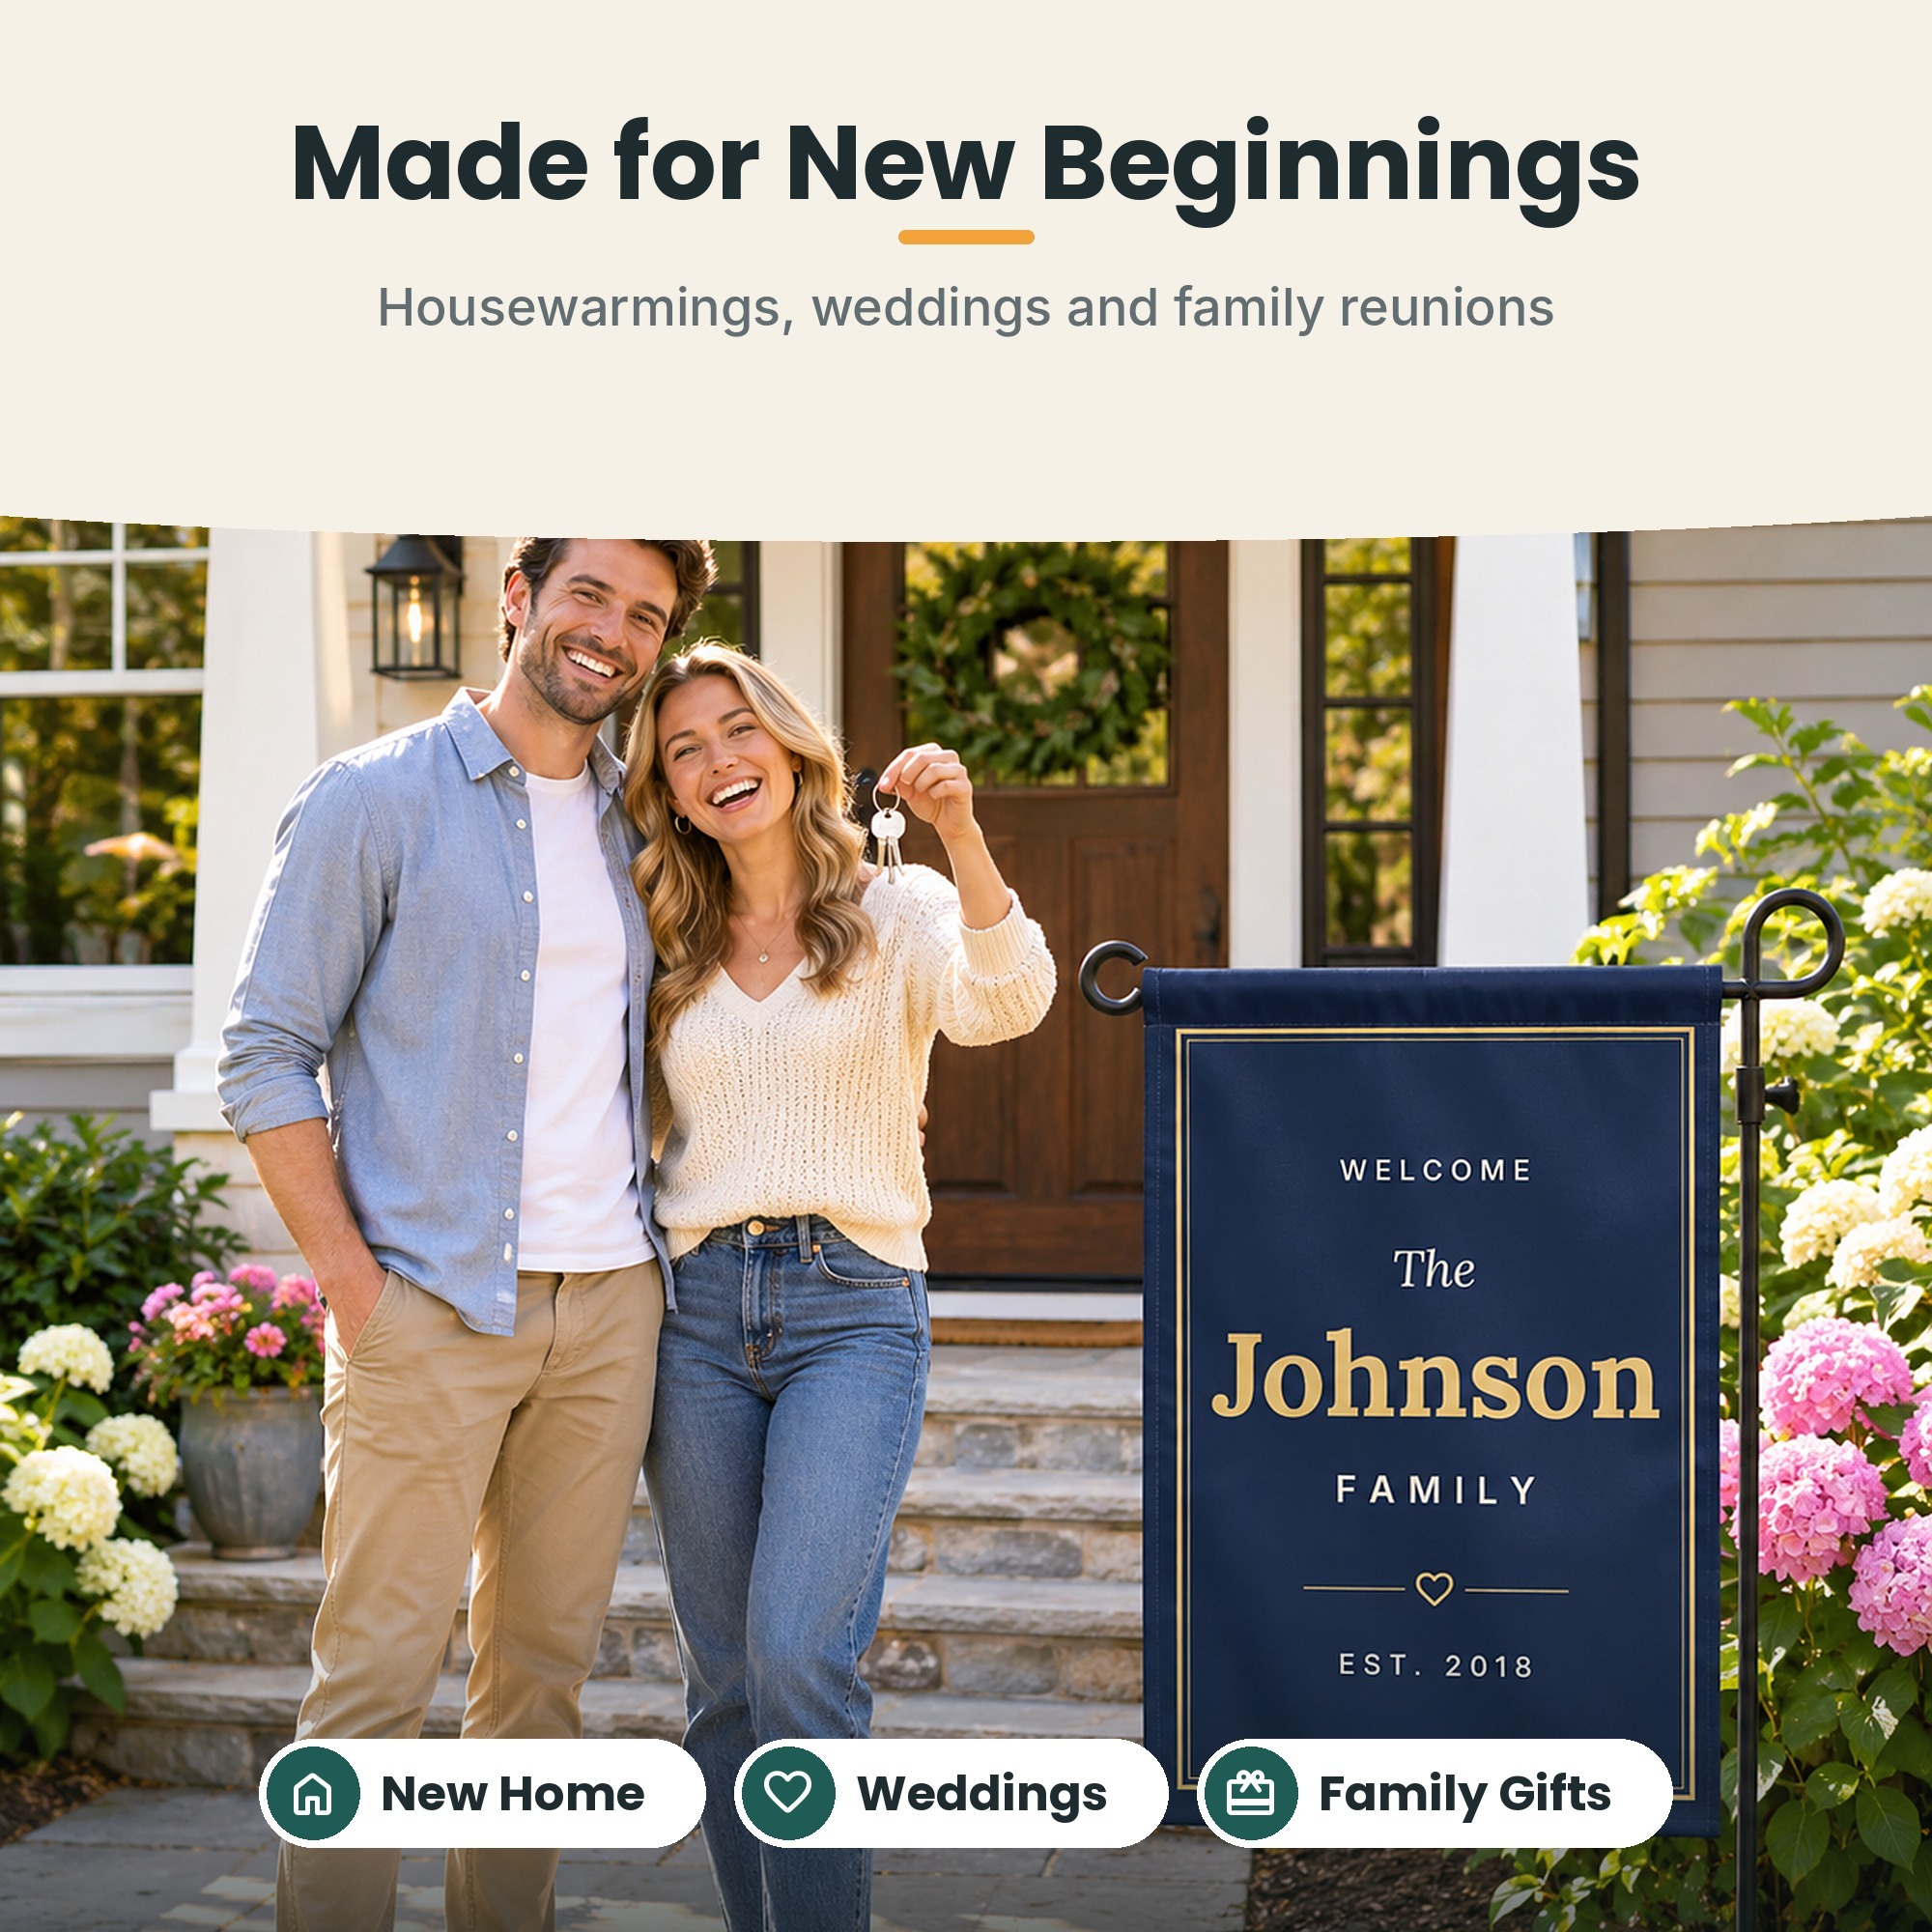 Made for New Beginnings
Housewarmings, weddings and family reunions
WELCOME
The
Johnson
FAMILY
EST. 2018
New Home
Weddings
Family Gifts